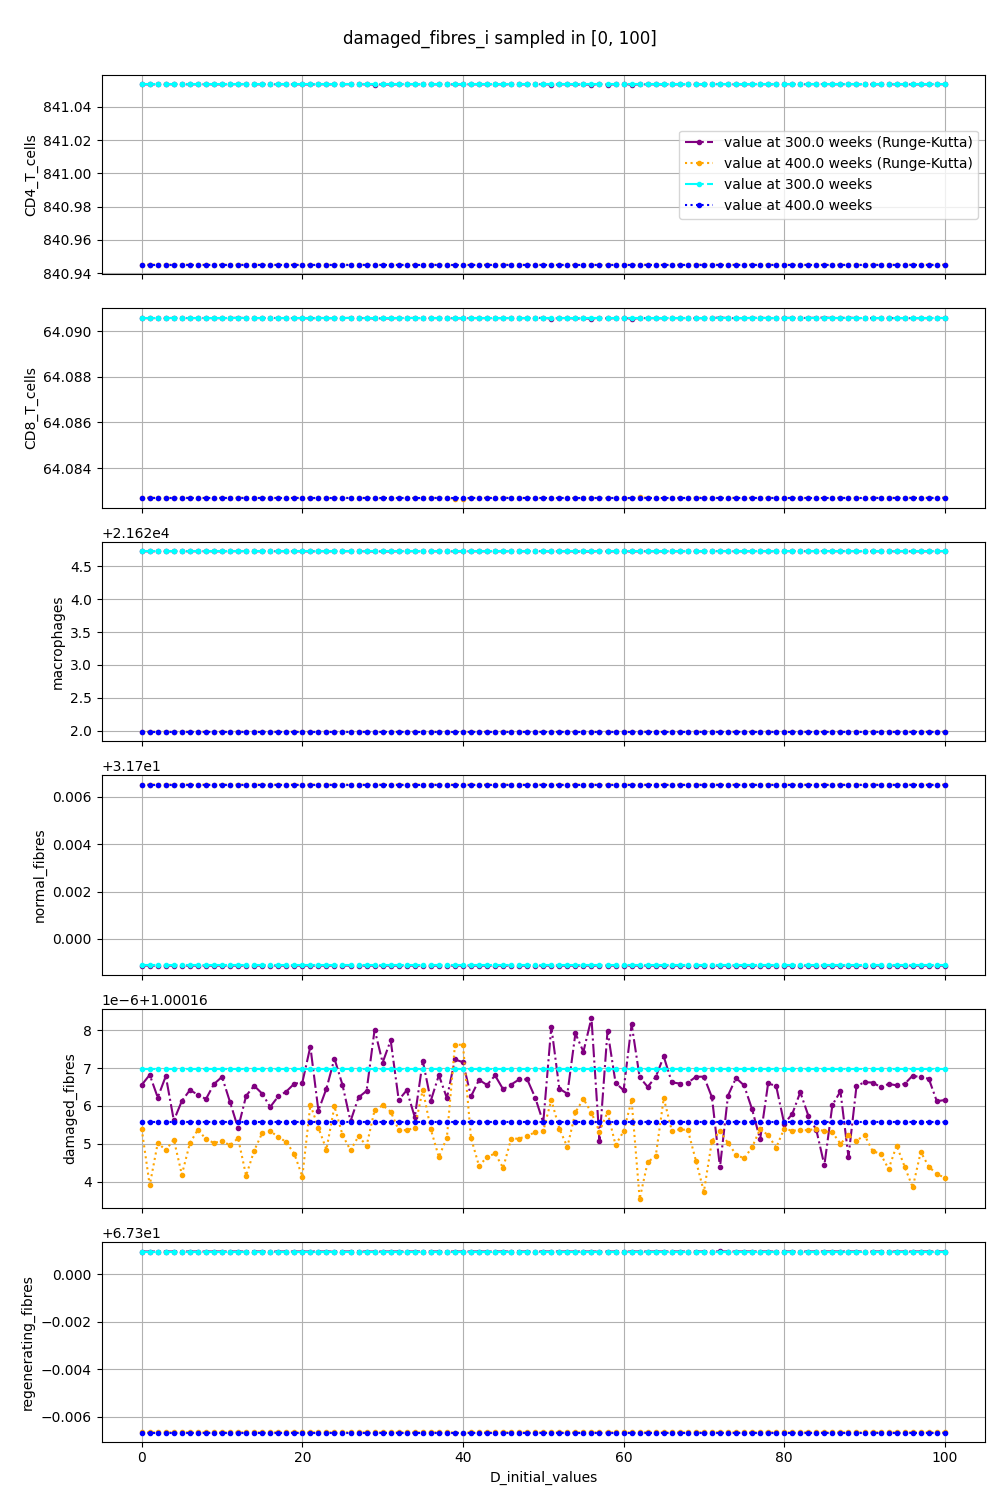 damaged_fibres_i sampled in [0, 100]
CD4_T_cells
841.04
841.02
841.00
840.98
840.96
840.94
value at 300.0 weeks (Runge-Kutta)
value at 400.0 weeks (Runge-Kutta)
value at 300.0 weeks
value at 400.0 weeks
CD8_T_cells
64.090
64.088
64.086
64.084
+2.162e4
macrophages
4.5
4.0
3.5
3.0
2.5
2.0
+3.17e1
normal_fibres
0.006
0.004
0.002
0.000
1e-6+1.00016
damaged_fibres
8
7
6
5
4
+6.73e1
regenerating_fibres
0.000
−0.002
−0.004
−0.006
0 20 40 60 80 100
D_initial_values